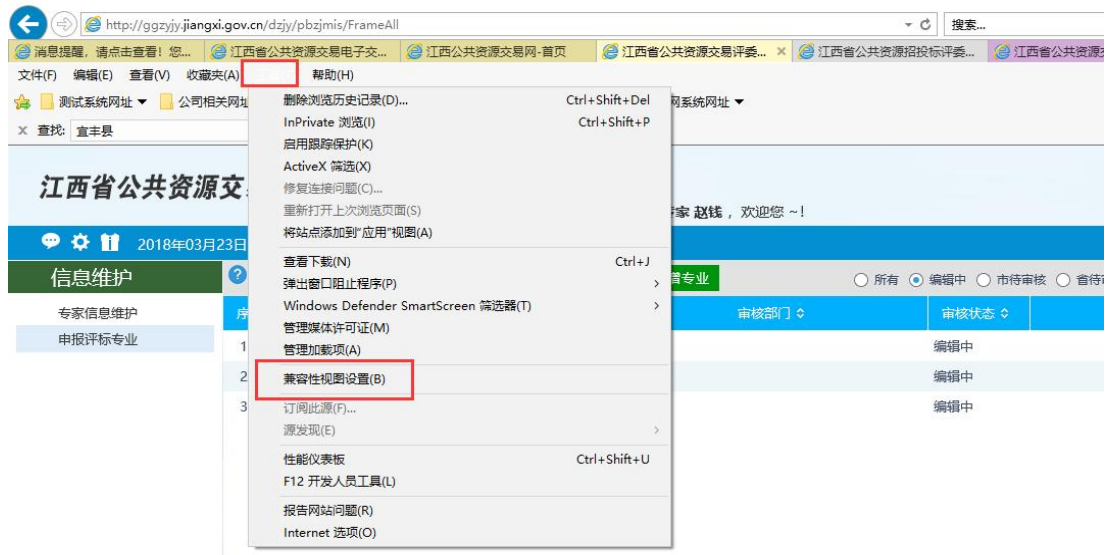 http://ggzyjy.jiangxi.gov.cn/dzjy/pbzjmis/FrameAll
搜索...
消息提醒，请点击查看！您... 江西省公共资源交易电子交... 江西公共资源交易网-首页 江西省公共资源交易评委... × 江西省公共资源招投标评委...
文件(F) 编辑(E) 查看(V) 收藏夹(A) 帮助(H)
测试系统网址 公司相关网址 网系统网址
× 查找: 宜丰县
删除浏览历史记录(D)... Ctrl+Shift+Del
InPrivate 浏览(I) Ctrl+Shift+P
启用跟踪保护(K)
ActiveX 筛选(X)
修复连接问题(C)...
重新打开上次浏览页面(S)
将站点添加到“应用”视图(A)
查看下载(N) Ctrl+J
弹出窗口阻止程序(P)
Windows Defender SmartScreen 筛选器(T)
管理媒体许可证(M)
管理加载项(A)
兼容性视图设置(B)
订阅此源(F)...
源发现(E)
性能仪表板 Ctrl+Shift+U
F12 开发人员工具(L)
报告网站问题(R)
Internet 选项(O)
江西省公共资源交
家 赵钱 ，欢迎您 ~!
2018年03月23日
信息维护
专家信息维护
申报评标专业
增专业 所有 编辑中 市待审核 省待
序 审核部门 审核状态
1 编辑中
2 编辑中
3 编辑中